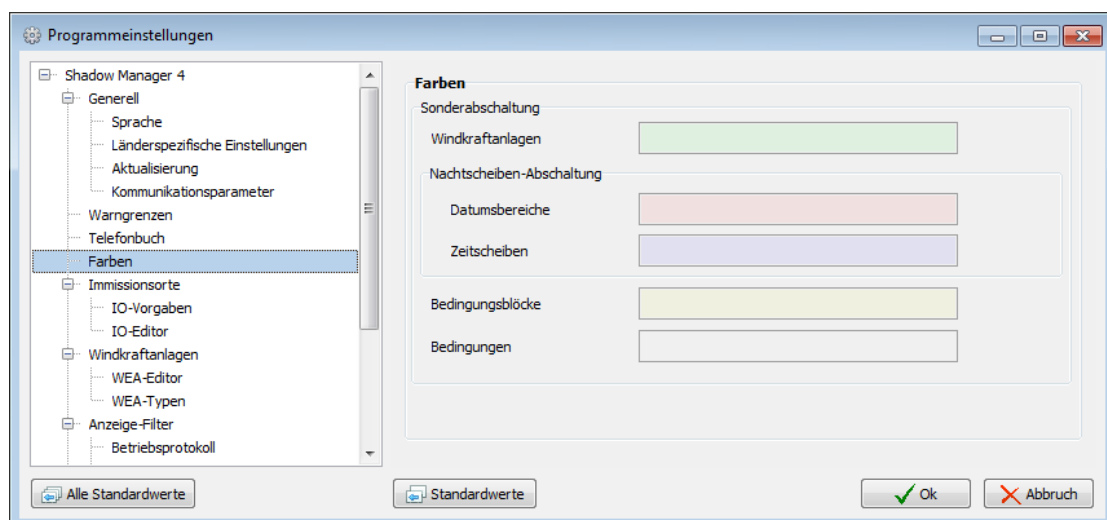 Programmeinstellungen
Shadow Manager 4
Generell
Sprache
Länderspezifische Einstellungen
Aktualisierung
Kommunikationsparameter
Warngrenzen
Telefonbuch
Farben
Immissionsorte
IO-Vorgaben
IO-Editor
Windkraftanlagen
WEA-Editor
WEA-Typen
Anzeige-Filter
Betriebsprotokoll
Farben
Sonderabschaltung
Windkraftanlagen
Nachtscheiben-Abschaltung
Datumsbereiche
Zeitscheiben
Bedingungsblöcke
Bedingungen
Alle Standardwerte
Standardwerte
Ok
Abbruch